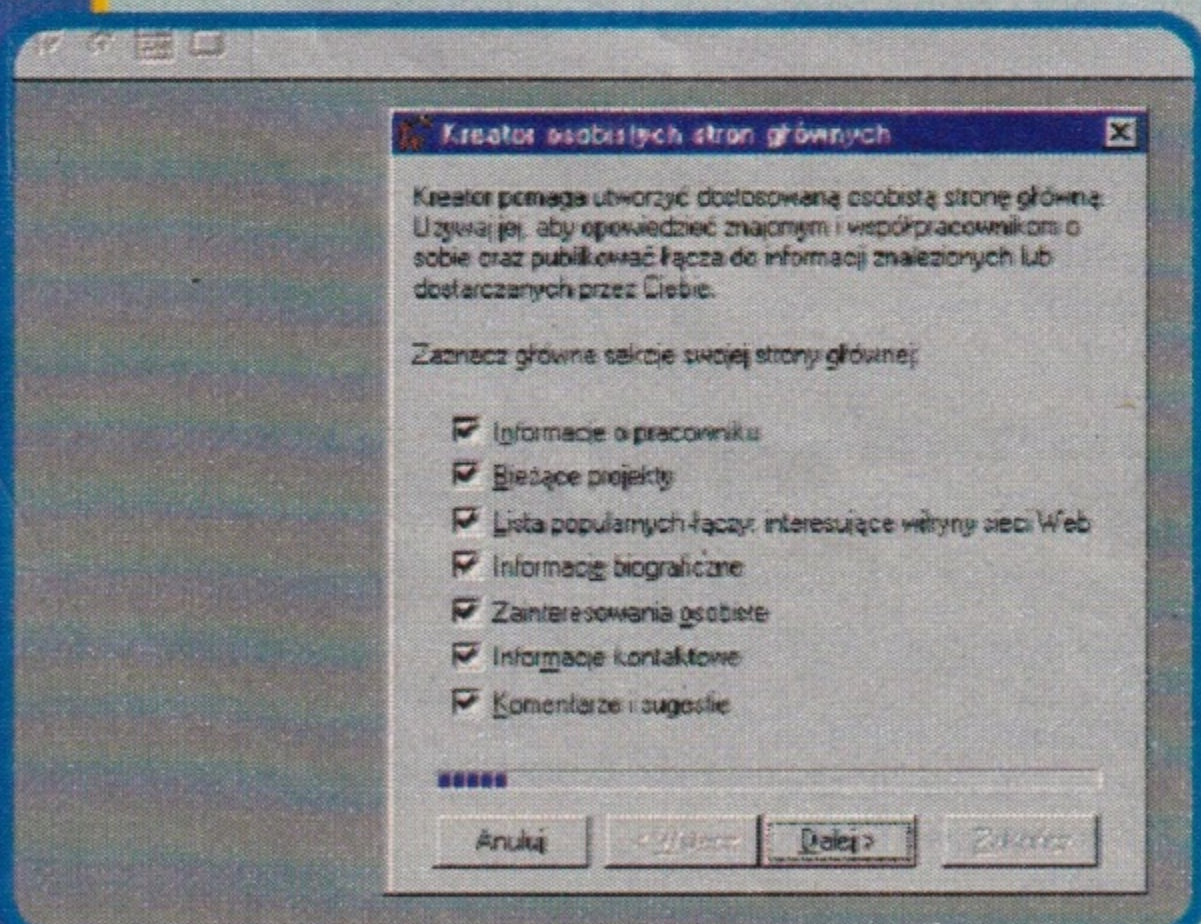 Kreator osobistych stron głównych
Kreator pomaga utworzyć dostosowaną osobistą stronę główną.
Używaj jej, aby opowiedzieć znajomym i współpracownikom o
sobie oraz publikować łącza do informacji znalezionych lub
dostarczanych przez Ciebie.
Zaznacz główne sekcje swojej strony głównej:
Informacje o pracowniku
Bieżące projekty
Lista popularnych łączy: interesujące witryny sieci Web
Informacje biograficzne
Zainteresowania osobiste
Informacje kontaktowe
Komentarze i sugestie
Anuluj
< Wstecz
Dalej >
Zakończ